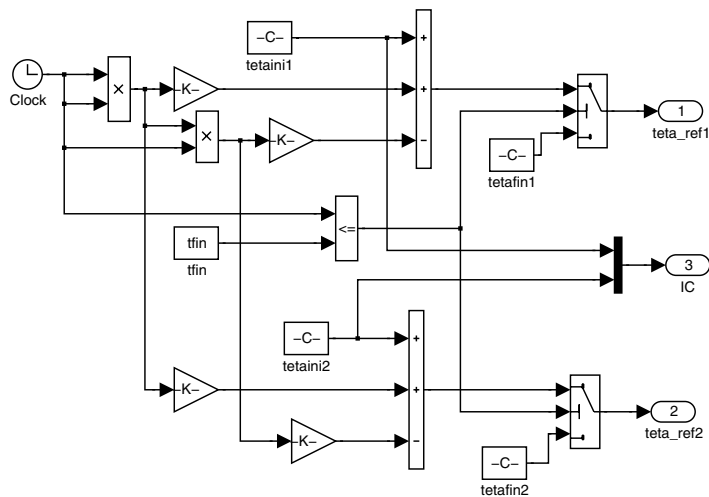 –C–
tetaini1
+
Clock
×
–K–
+
1
teta_ref1
×
–K–
–
–C–
tetafin1
<=
tfin
tfin
3
IC
–C–
tetaini2
+
–K–
+
2
teta_ref2
–K–
–
–C–
tetafin2